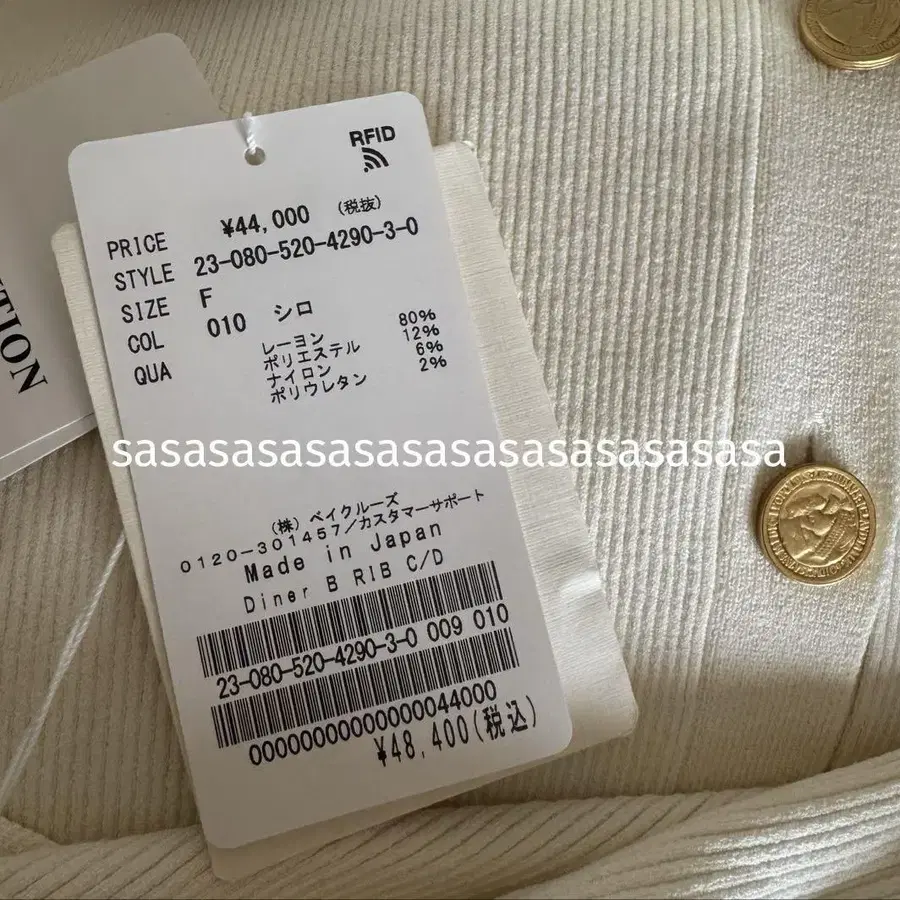 RFID
PRICE ¥44,000 (税抜)
STYLE 23-080-520-4290-3-0
SIZE F
COL 010 シロ
QUA レーヨン 80%
ポリエステル 12%
ナイロン 6%
ポリウレタン 2%
sasasasasasasasasasasasasasasasasasasasa
(株) ベイクルーズ
0120-301457/カスタマーサポート
Made in Japan
Diner B RIB C/D
23-080-520-4290-3-0 009 010
00000000000000044000
¥48,400(税込)